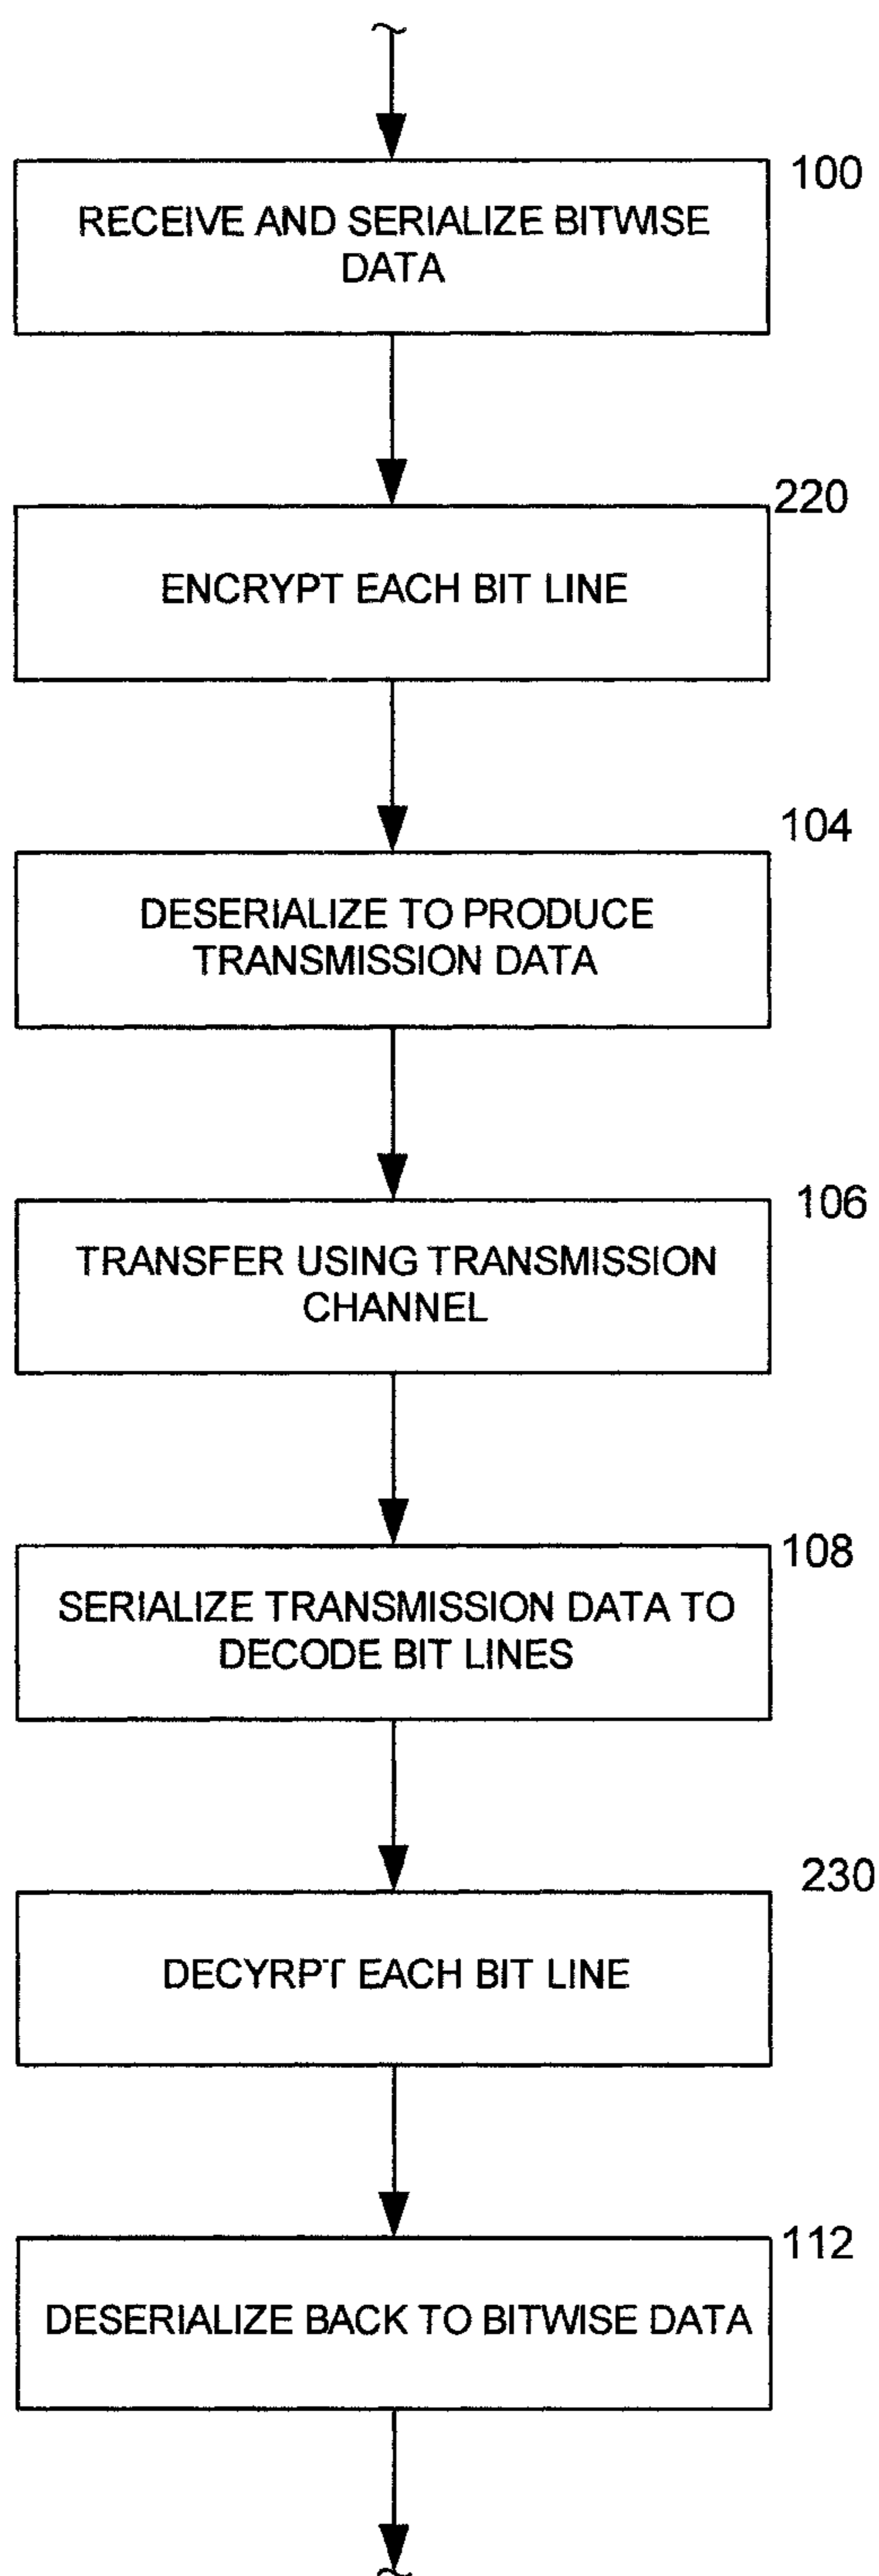 100
RECEIVE AND SERIALIZE BITWISE
DATA
220
ENCRYPT EACH BIT LINE
104
DESERIALIZE TO PRODUCE
TRANSMISSION DATA
106
TRANSFER USING TRANSMISSION
CHANNEL
108
SERIALIZE TRANSMISSION DATA TO
DECODE BIT LINES
230
DECYRPT EACH BIT LINE
112
DESERIALIZE BACK TO BITWISE DATA